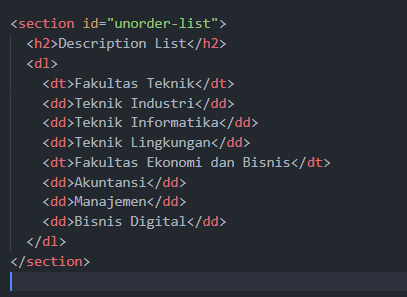 <section id="unorder-list">
<h2>Description List</h2>
<dl>
<dt>Fakultas Teknik</dt>
<dd>Teknik Industri</dd>
<dd>Teknik Informatika</dd>
<dd>Teknik Lingkungan</dd>
<dt>Fakultas Ekonomi dan Bisnis</dt>
<dd>Akuntansi</dd>
<dd>Manajemen</dd>
<dd>Bisnis Digital</dd>
</dl>
</section>